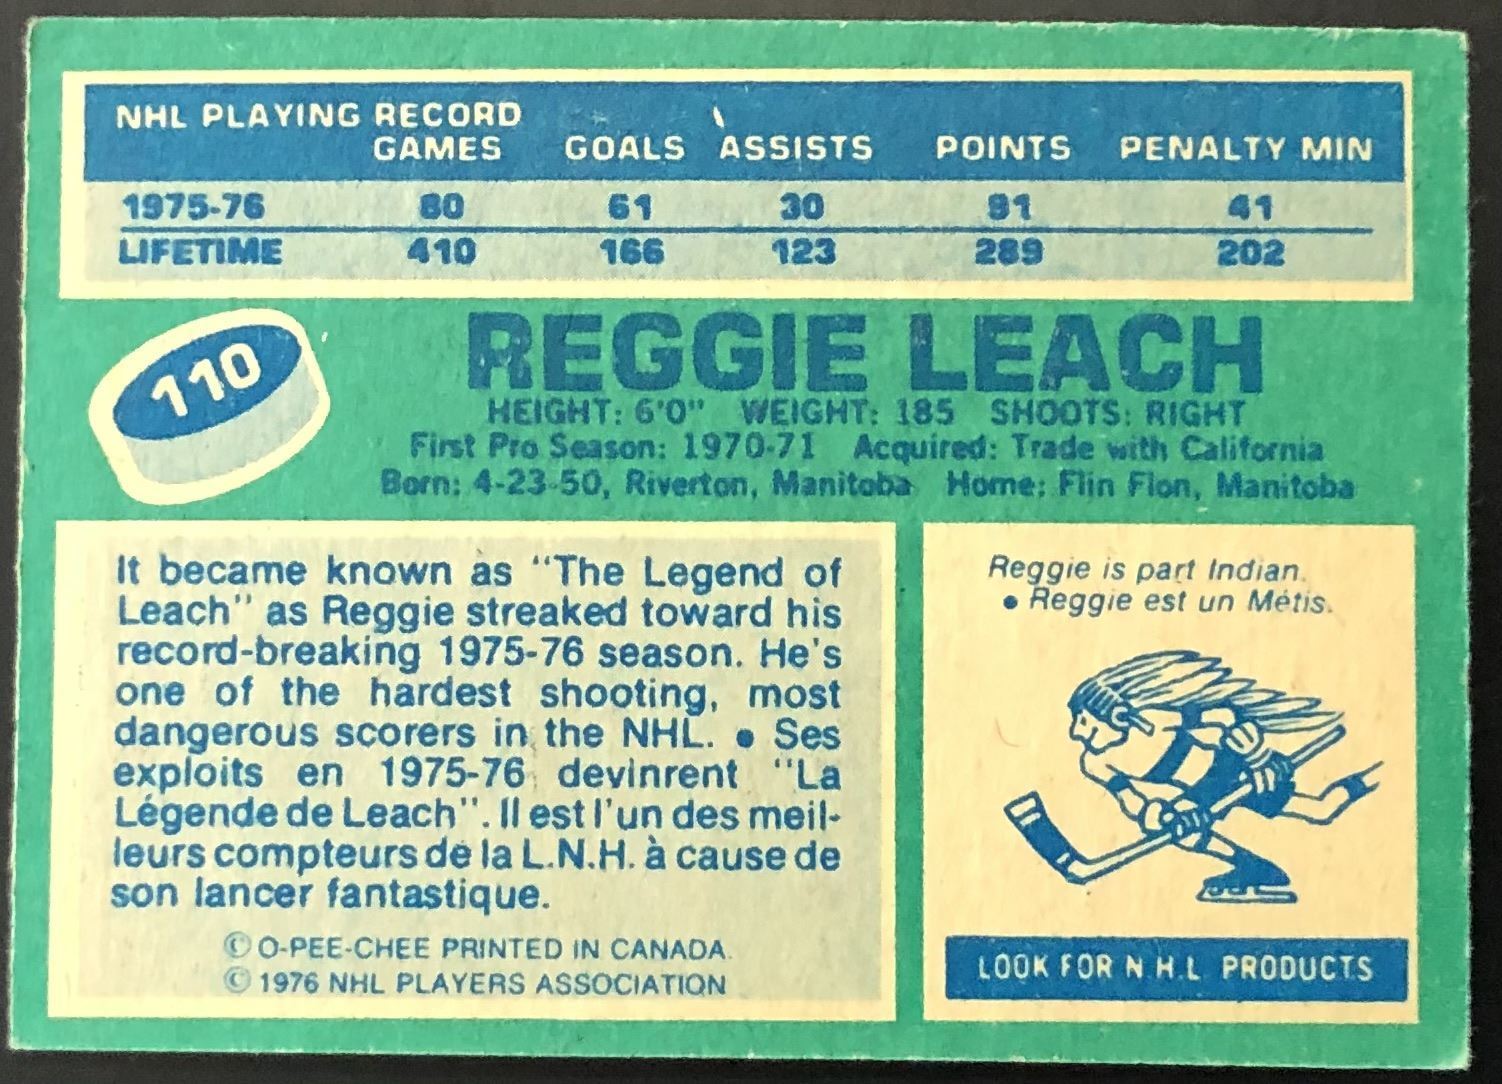 NHL PLAYING RECORD
GAMES GOALS ASSISTS POINTS PENALTY MIN
1975-76 80 61 30 91 41
LIFETIME 410 166 123 289 202
110
REGGIE LEACH
HEIGHT: 6'0" WEIGHT: 185 SHOOTS: RIGHT
First Pro Season: 1970-71 Acquired: Trade with California
Born: 4-23-50, Riverton, Manitoba Home: Flin Flon, Manitoba
It became known as "The Legend of
Leach" as Reggie streaked toward his
record-breaking 1975-76 season. He's
one of the hardest shooting, most
dangerous scorers in the NHL. • Ses
exploits en 1975-76 devinrent "La
Légende de Leach". Il est l'un des meil-
leurs compteurs de la L.N.H. à cause de
son lancer fantastique.
© O-PEE-CHEE PRINTED IN CANADA.
© 1976 NHL PLAYERS ASSOCIATION
Reggie is part Indian.
• Reggie est un Métis.
LOOK FOR N.H.L. PRODUCTS